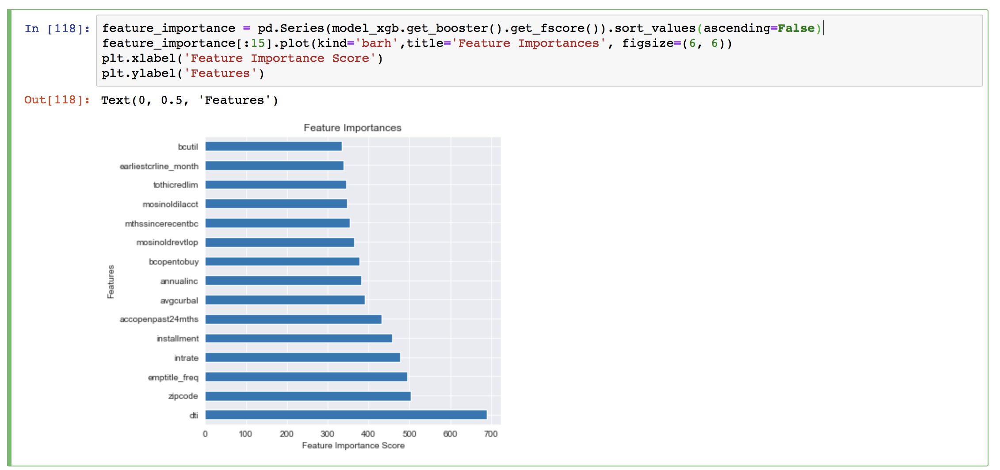 In [118]:
feature_importance = pd.Series(model_xgb.get_booster().get_fscore()).sort_values(ascending=False)
feature_importance[:15].plot(kind='barh',title='Feature Importances', figsize=(6, 6))
plt.xlabel('Feature Importance Score')
plt.ylabel('Features')
Out[118]: Text(0, 0.5, 'Features')
Feature Importances
Features
bcutil
earliestcrline_month
tothicredlim
mosinoldilacct
mthssincerecentbc
mosinoldrevtlop
bcopentobuy
annualinc
avgcurbal
accopenpast24mths
installment
intrate
emptitle_freq
zipcode
dti
0 100 200 300 400 500 600 700
Feature Importance Score